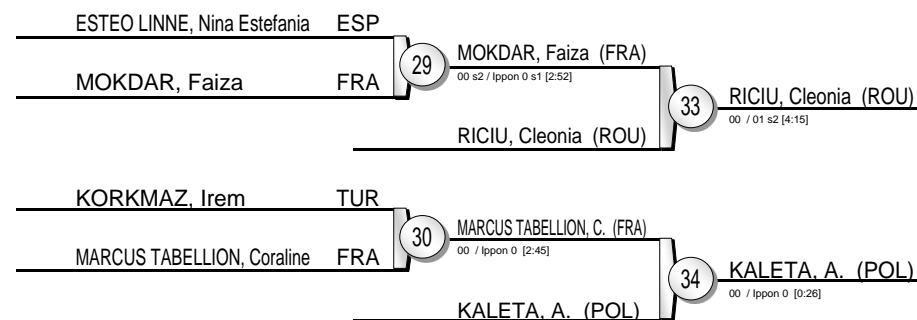 ESTEO LINNE, Nina Estefania ESP
MOKDAR, Faiza FRA
29
MOKDAR, Faiza (FRA)
00 s2 / Ippon 0 s1 [2:52]
RICIU, Cleonia (ROU)
33
RICIU, Cleonia (ROU)
00 / 01 s2 [4:15]
KORKMAZ, Irem TUR
MARCUS TABELLION, Coraline FRA
30
MARCUS TABELLION, C. (FRA)
00 / Ippon 0 [2:45]
KALETA, A. (POL)
34
KALETA, A. (POL)
00 / Ippon 0 [0:26]